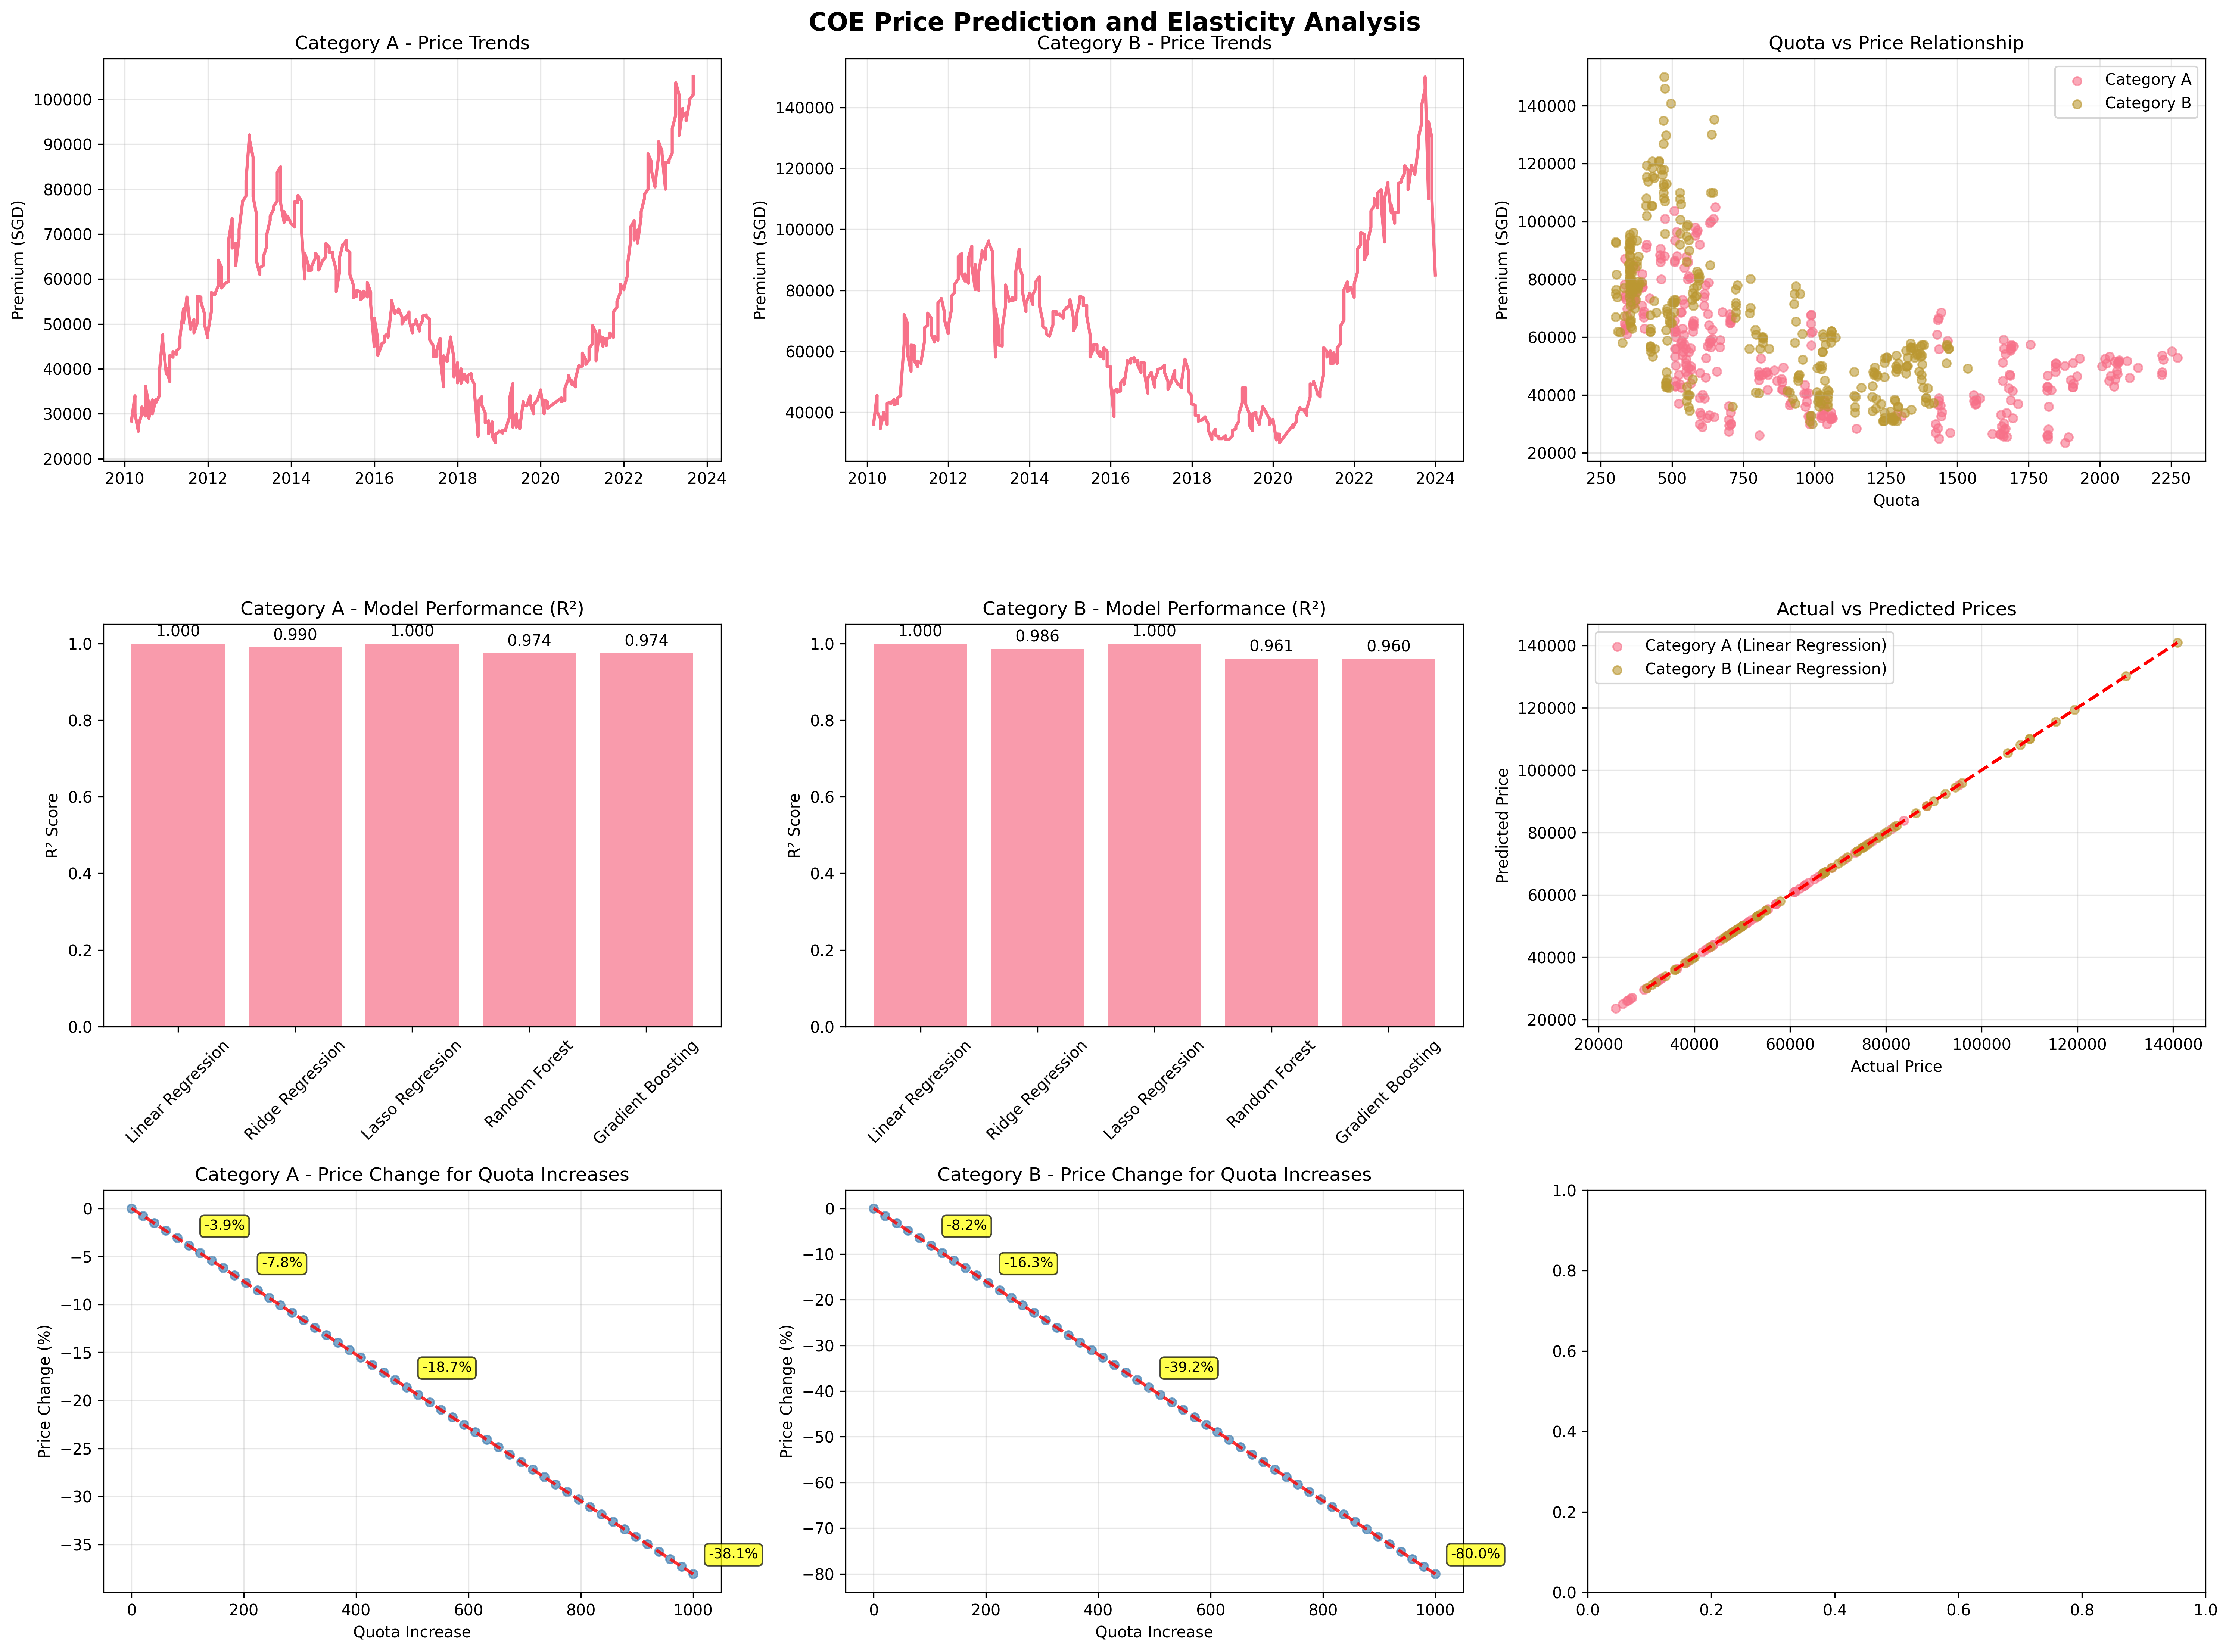 COE Price Prediction and Elasticity Analysis
Category A - Price Trends
Premium (SGD)
100000
90000
80000
70000
60000
50000
40000
30000
20000
2010 2012 2014 2016 2018 2020 2022 2024
Category B - Price Trends
Premium (SGD)
140000
120000
100000
80000
60000
40000
2010 2012 2014 2016 2018 2020 2022 2024
Quota vs Price Relationship
Category A
Category B
Premium (SGD)
140000
120000
100000
80000
60000
40000
20000
250 500 750 1000 1250 1500 1750 2000 2250
Quota
Category A - Model Performance (R²)
1.000 0.990 1.000 0.974 0.974
R² Score
1.0
0.8
0.6
0.4
0.2
0.0
Linear Regression
Ridge Regression
Lasso Regression
Random Forest
Gradient Boosting
Category B - Model Performance (R²)
1.000 0.986 1.000 0.961 0.960
R² Score
1.0
0.8
0.6
0.4
0.2
0.0
Linear Regression
Ridge Regression
Lasso Regression
Random Forest
Gradient Boosting
Actual vs Predicted Prices
Category A (Linear Regression)
Category B (Linear Regression)
Predicted Price
140000
120000
100000
80000
60000
40000
20000
20000 40000 60000 80000 100000 120000 140000
Actual Price
Category A - Price Change for Quota Increases
Price Change (%)
0
−5
−10
−15
−20
−25
−30
−35
-3.9%
-7.8%
-18.7%
-38.1%
0 200 400 600 800 1000
Quota Increase
Category B - Price Change for Quota Increases
Price Change (%)
0
−10
−20
−30
−40
−50
−60
−70
−80
-8.2%
-16.3%
-39.2%
-80.0%
0 200 400 600 800 1000
Quota Increase
1.0
0.8
0.6
0.4
0.2
0.0
0.0 0.2 0.4 0.6 0.8 1.0